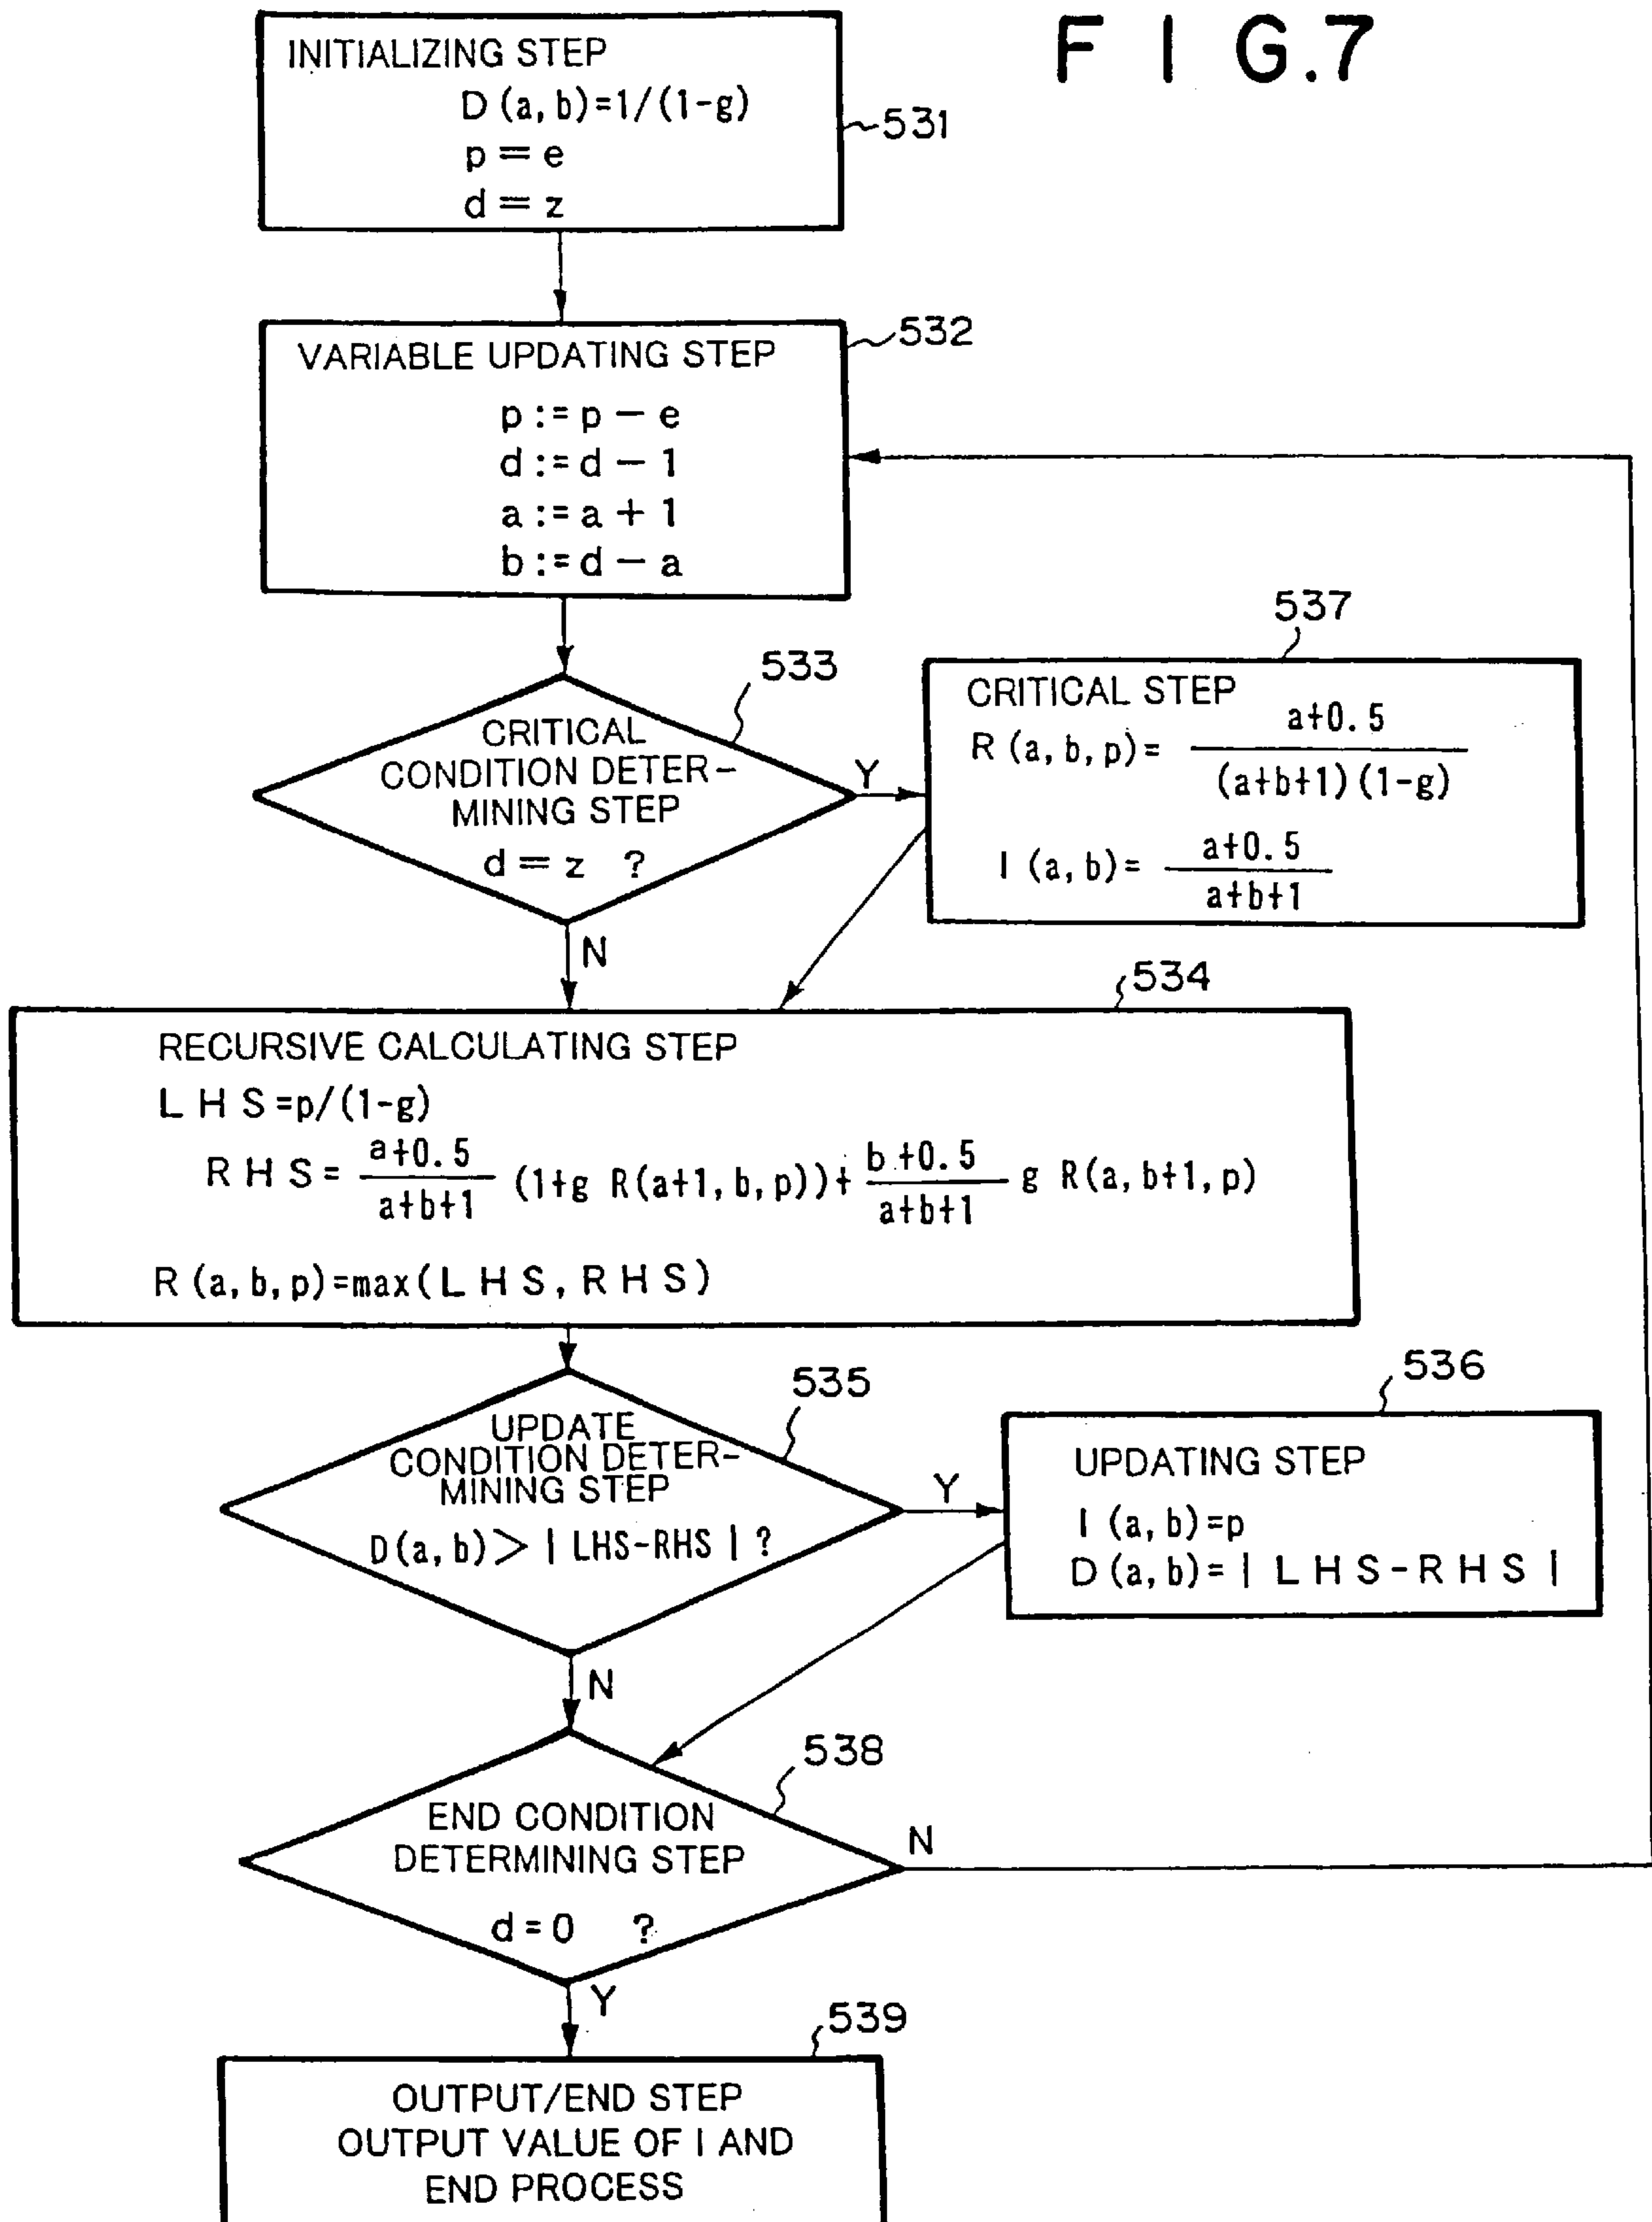 F I G.7
INITIALIZING STEP
D (a, b)=1/(1-g)
p = e
d = z
531
VARIABLE UPDATING STEP
p := p - e
d := d - 1
a := a + 1
b := d - a
532
CRITICAL
CONDITION DETER-
MINING STEP
d = z ?
533
Y
N
537
CRITICAL STEP
R (a, b, p)= a+0.5
(a+b+1) (1-g)
I (a, b)= a+0.5
a+b+1
534
RECURSIVE CALCULATING STEP
L H S=p/(1-g)
R H S= a+0.5 / a+b+1 (1+g R(a+1, b, p))+ b+0.5 / a+b+1 g R(a, b+1, p)
R (a, b, p)=max(L H S, R H S)
535
UPDATE
CONDITION DETER-
MINING STEP
D(a, b)> | LHS-RHS | ?
Y
N
536
UPDATING STEP
I (a, b)=p
D (a, b)= | L H S-R H S |
538
END CONDITION
DETERMINING STEP
d=0 ?
N
Y
539
OUTPUT/END STEP
OUTPUT VALUE OF I AND
END PROCESS